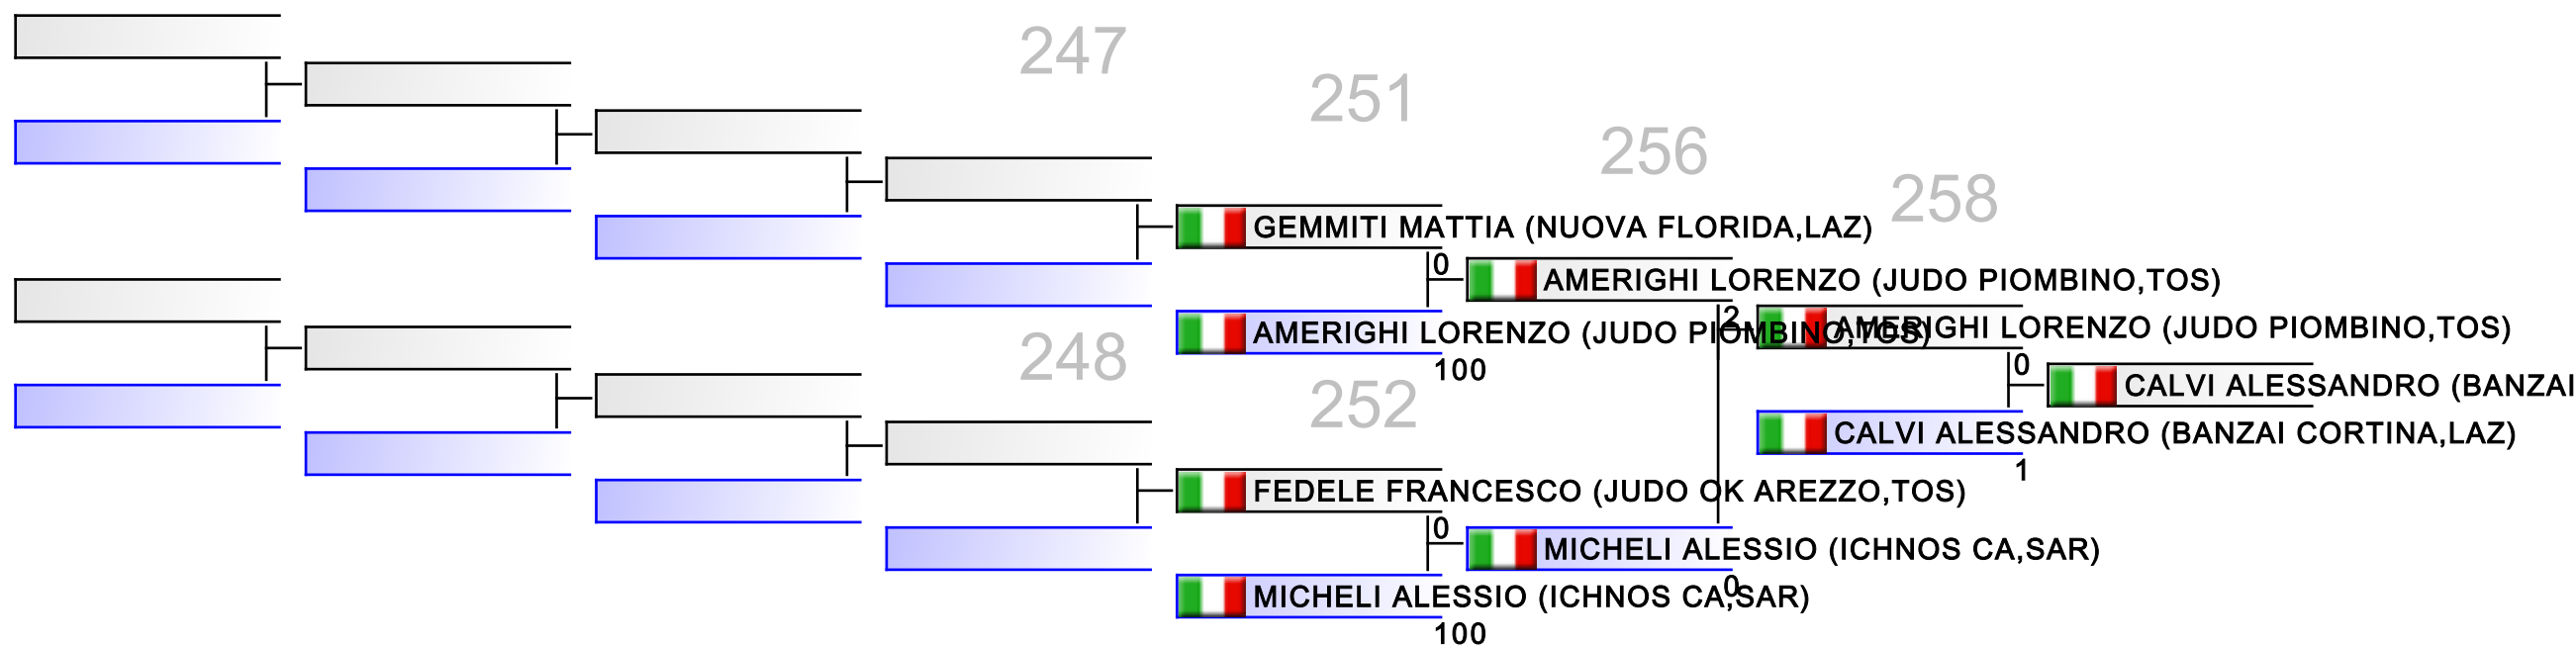 247
251
256
258
GEMMITI MATTIA (NUOVA FLORIDA,LAZ)
0
AMERIGHI LORENZO (JUDO PIOMBINO,TOS)
2
AMERIGHI LORENZO (JUDO PIOMBINO,TOS)
AMERIGHI LORENZO (JUDO PIOMBINO,TOS)
248
100
0
CALVI ALESSANDRO (BANZAI
252
CALVI ALESSANDRO (BANZAI CORTINA,LAZ)
1
FEDELE FRANCESCO (JUDO OK AREZZO,TOS)
0
MICHELI ALESSIO (ICHNOS CA,SAR)
0
MICHELI ALESSIO (ICHNOS CA,SAR)
100